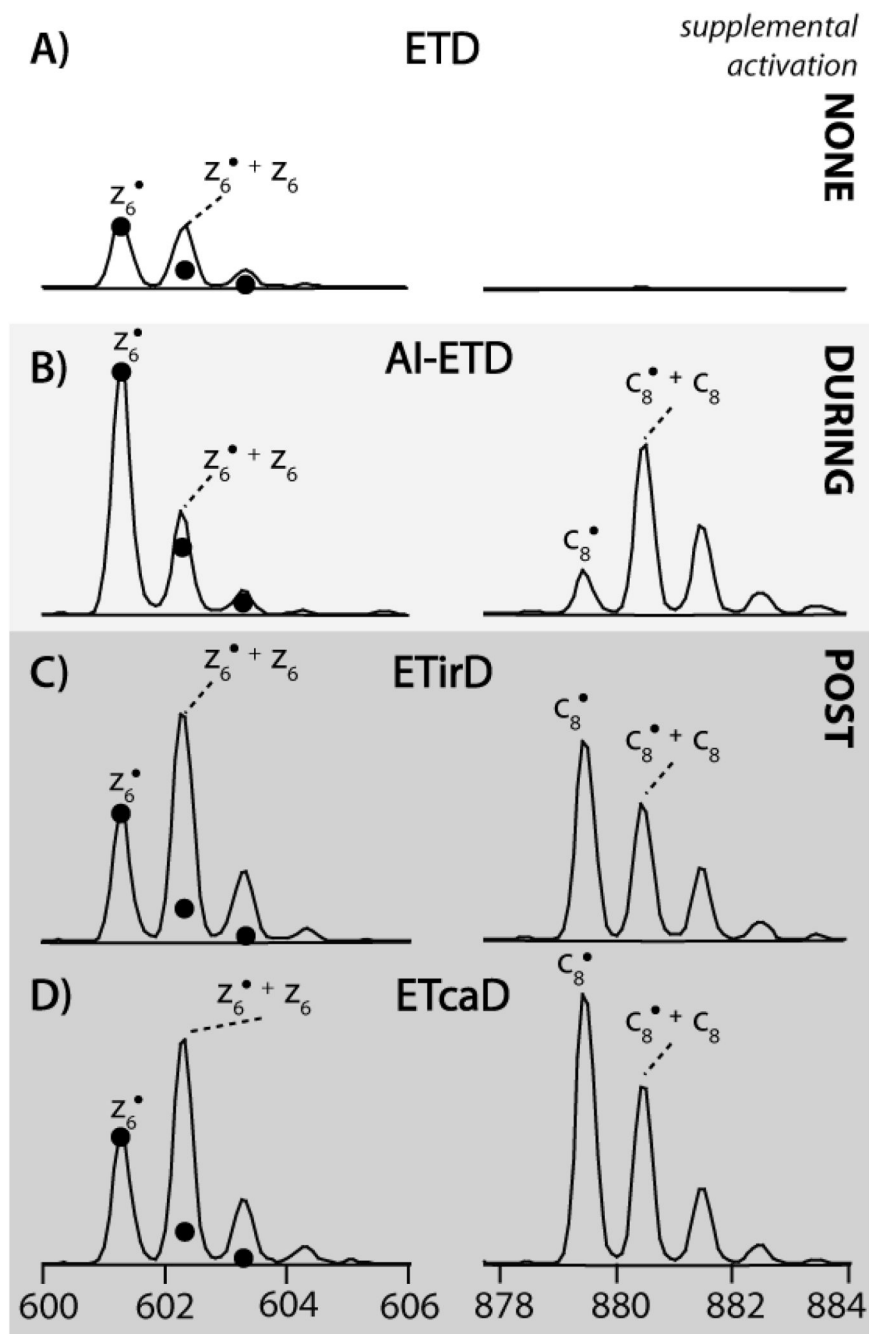 A)
ETD
supplemental
activation
NONE
z₆•
z₆• + z₆
B)
AI-ETD
DURING
z₆•
z₆• + z₆
c₈• + c₈
c₈•
C)
ETirD
POST
z₆• + z₆
z₆•
c₈•
c₈• + c₈
D)
ETcaD
z₆• + z₆
z₆•
c₈•
c₈• + c₈
600 602 604 606 878 880 882 884